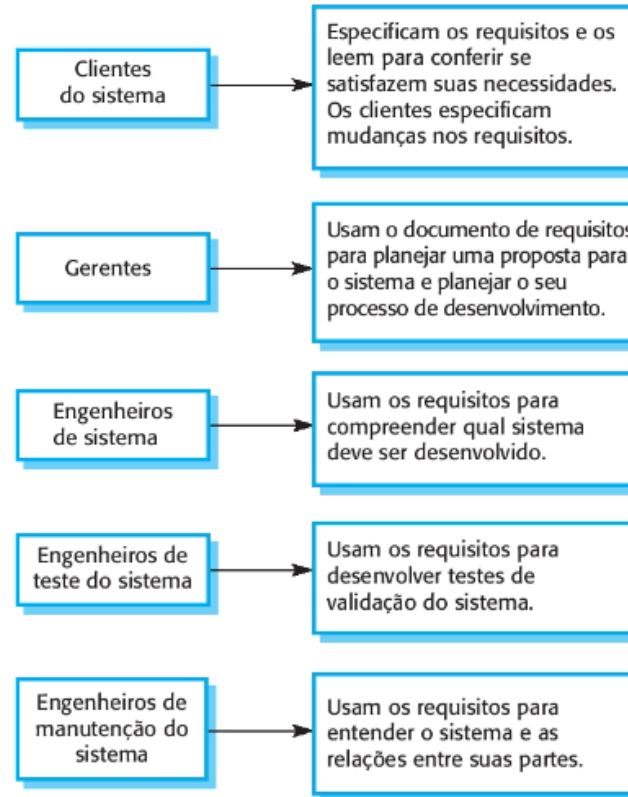 Clientes
do sistema
Especificam os requisitos e os
leem para conferir se
satisfazem suas necessidades.
Os clientes especificam
mudanças nos requisitos.
Gerentes
Usam o documento de requisitos
para planejar uma proposta para
o sistema e planejar o seu
processo de desenvolvimento.
Engenheiros
de sistema
Usam os requisitos para
compreender qual sistema
deve ser desenvolvido.
Engenheiros de
teste do sistema
Usam os requisitos para
desenvolver testes de
validação do sistema.
Engenheiros de
manutenção do
sistema
Usam os requisitos para
entender o sistema e as
relações entre suas partes.